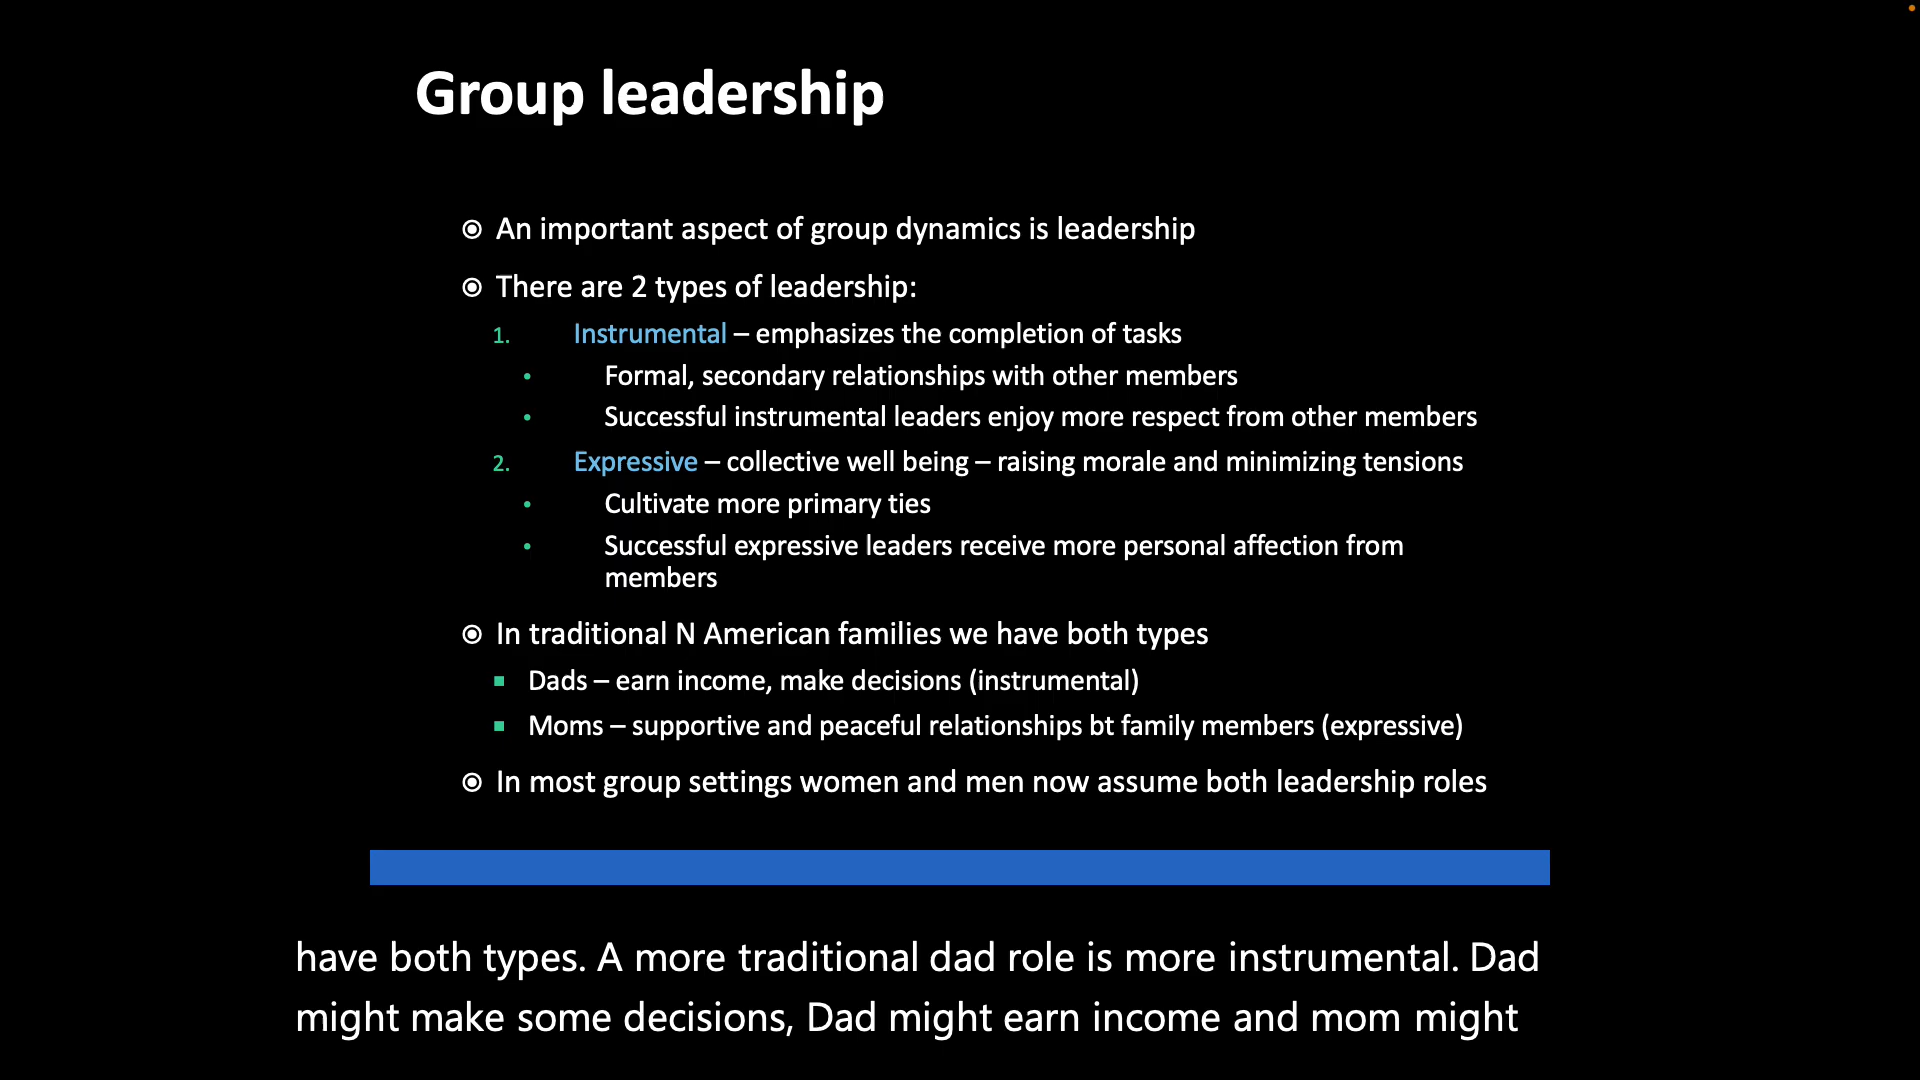 Group leadership
An important aspect of group dynamics is leadership
There are 2 types of leadership:
1. Instrumental – emphasizes the completion of tasks
• Formal, secondary relationships with other members
• Successful instrumental leaders enjoy more respect from other members
2. Expressive – collective well being – raising morale and minimizing tensions
• Cultivate more primary ties
• Successful expressive leaders receive more personal affection from
members
In traditional N American families we have both types
Dads – earn income, make decisions (instrumental)
Moms – supportive and peaceful relationships bt family members (expressive)
In most group settings women and men now assume both leadership roles
have both types. A more traditional dad role is more instrumental. Dad
might make some decisions, Dad might earn income and mom might